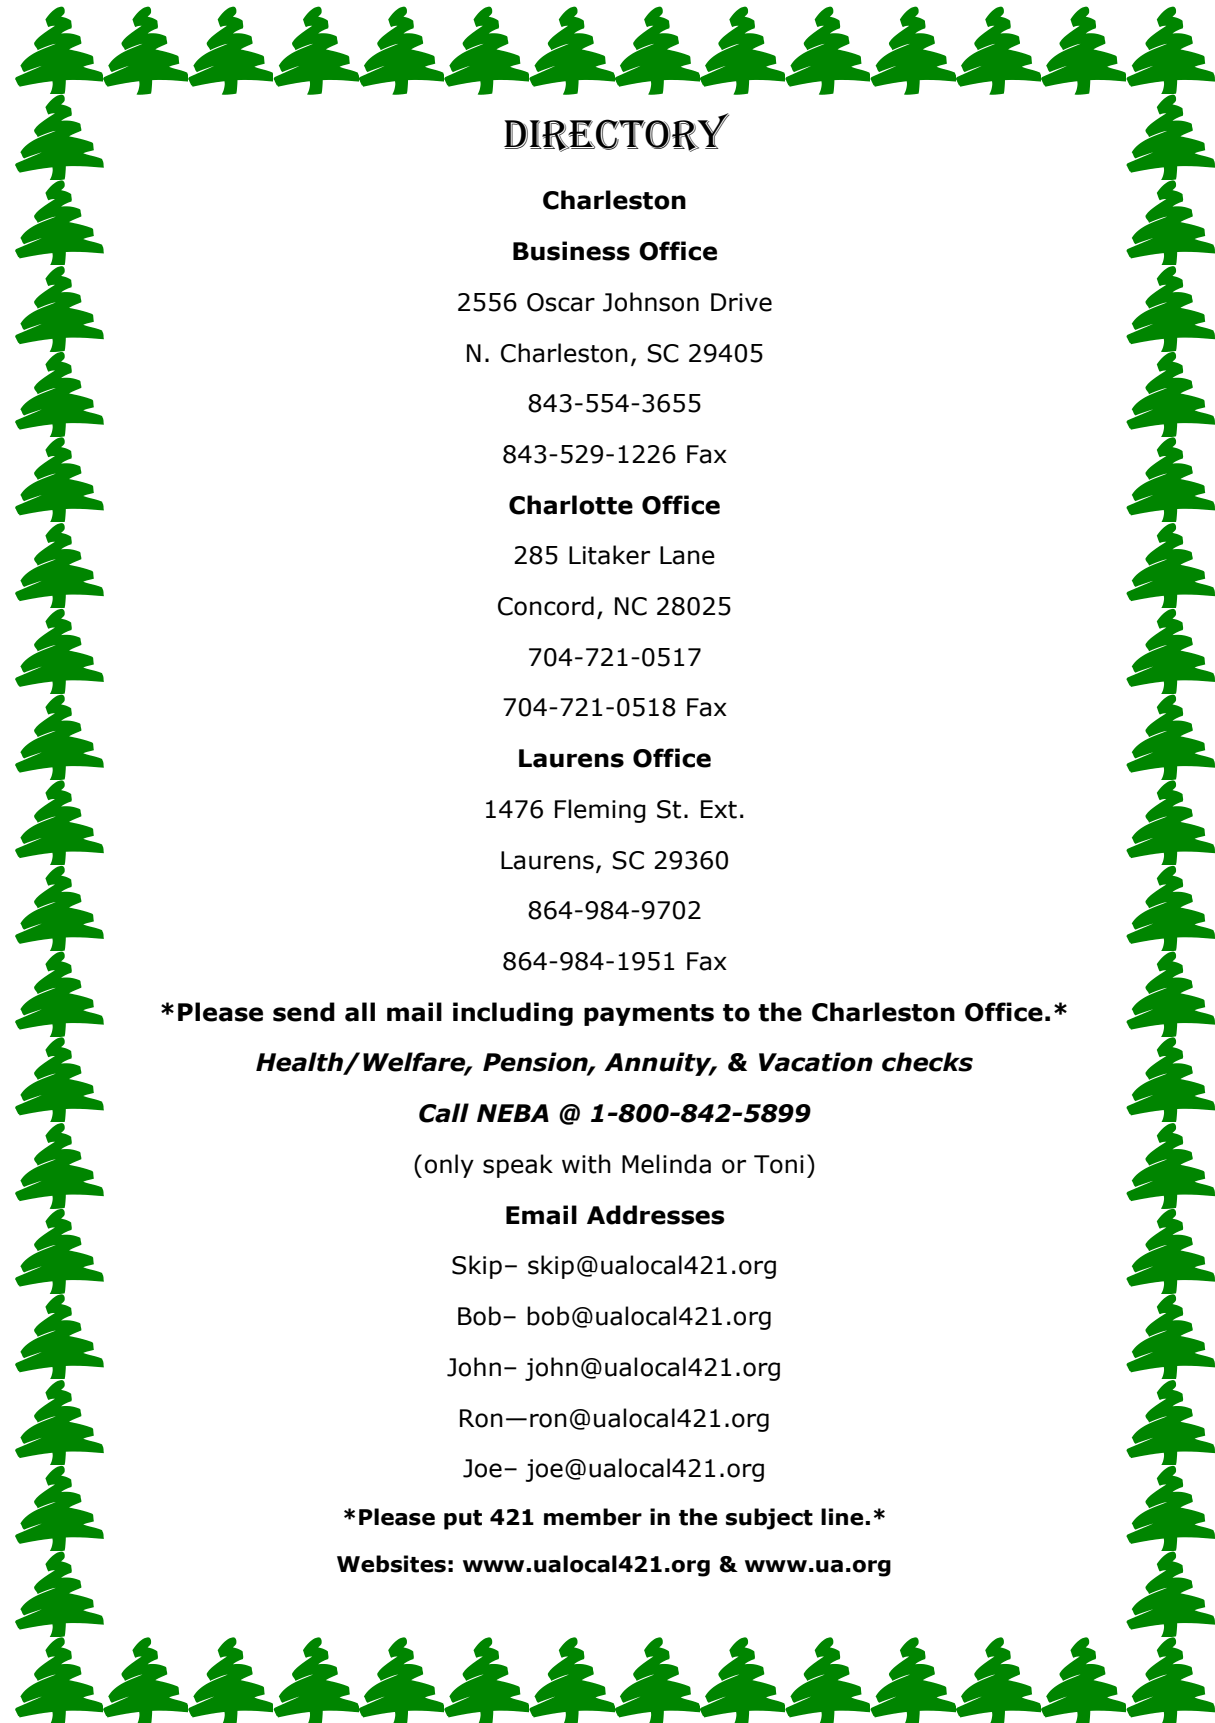 DIRECTORY
Charleston
Business Office
2556 Oscar Johnson Drive
N. Charleston, SC 29405
843-554-3655
843-529-1226 Fax
Charlotte Office
285 Litaker Lane
Concord, NC 28025
704-721-0517
704-721-0518 Fax
Laurens Office
1476 Fleming St. Ext.
Laurens, SC 29360
864-984-9702
864-984-1951 Fax
*Please send all mail including payments to the Charleston Office.*
Health/Welfare, Pension, Annuity, & Vacation checks
Call NEBA @ 1-800-842-5899
(only speak with Melinda or Toni)
Email Addresses
Skip– skip@ualocal421.org
Bob– bob@ualocal421.org
John– john@ualocal421.org
Ron—ron@ualocal421.org
Joe– joe@ualocal421.org
*Please put 421 member in the subject line.*
Websites: www.ualocal421.org & www.ua.org